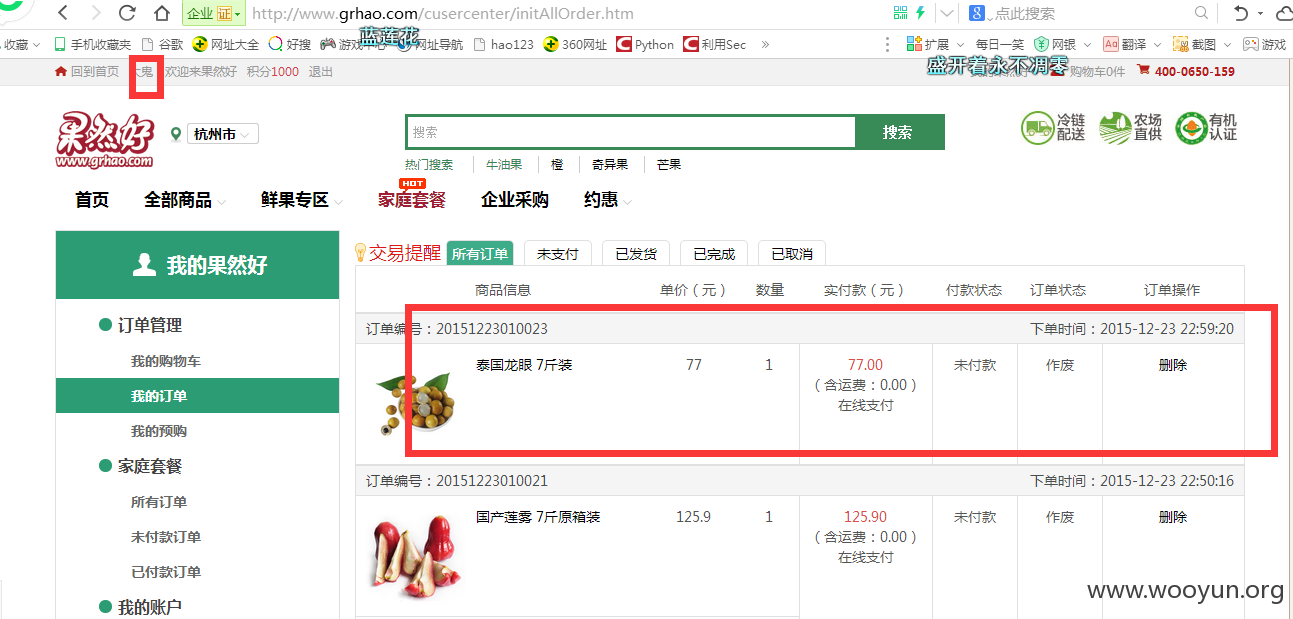 企业 证 http://www.grhao.com/cusercenter/initAllOrder.htm 点此搜索
收藏 手机收藏夹 谷歌 网址大全 好搜 游戏中心 网址导航 hao123 360网址 Python 利用Sec » 扩展 每日一笑 网银 翻译 截图 游戏
蓝莲花
盛开着永不凋零
回到首页 鬼 欢迎来果然好 积分1000 退出 购物车0件 400-0650-159
果然好
www.grhao.com
杭州市
搜索 搜索
热门搜索 牛油果 橙 奇异果 芒果
冷链配送 农场直供 有机认证
HOT
首页 全部商品 鲜果专区 家庭套餐 企业采购 约惠
我的果然好
订单管理
我的购物车
我的订单
我的预购
家庭套餐
所有订单
未付款订单
已付款订单
我的账户
交易提醒 所有订单 未支付 已发货 已完成 已取消
商品信息 单价（元） 数量 实付款（元） 付款状态 订单状态 订单操作
订单编号：20151223010023 下单时间：2015-12-23 22:59:20
泰国龙眼 7斤装 77 1 77.00 未付款 作废 删除
（含运费：0.00）
在线支付
订单编号：20151223010021 下单时间：2015-12-23 22:50:16
国产莲雾 7斤原箱装 125.9 1 125.90 未付款 作废 删除
（含运费：0.00）
在线支付
www.wooyun.org